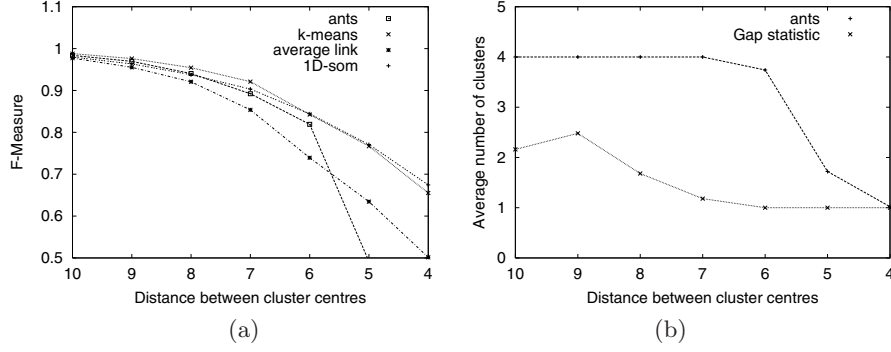 ants
k-means
average link
1D-som
1.1
1
0.9
0.8
0.7
0.6
0.5
F-Measure
10 9 8 7 6 5 4
Distance between cluster centres
(a)
ants
Gap statistic
5
4
3
2
1
0
Average number of clusters
10 9 8 7 6 5 4
Distance between cluster centres
(b)